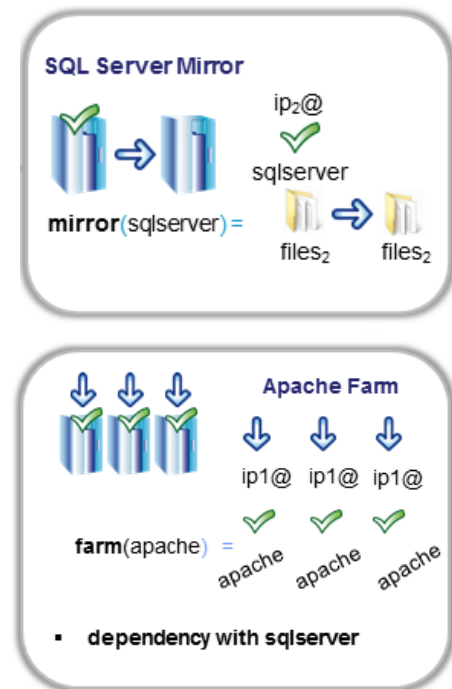 SQL Server Mirror
ip₂@
sqlserver
mirror(sqlserver) =
files₂ files₂
Apache Farm
ip1@ ip1@ ip1@
farm(apache) =
apache apache apache
▪ dependency with sqlserver